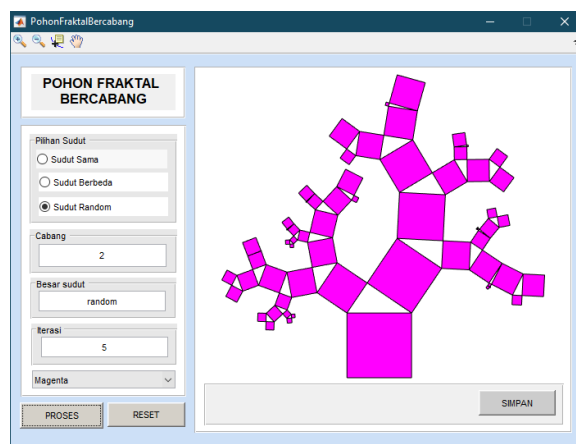 PohonFraktalBercabang
POHON FRAKTAL
BERCABANG
Pilihan Sudut
Sudut Sama
Sudut Berbeda
Sudut Random
Cabang
2
Besar sudut
random
Iterasi
5
Magenta
PROSES
RESET
SIMPAN